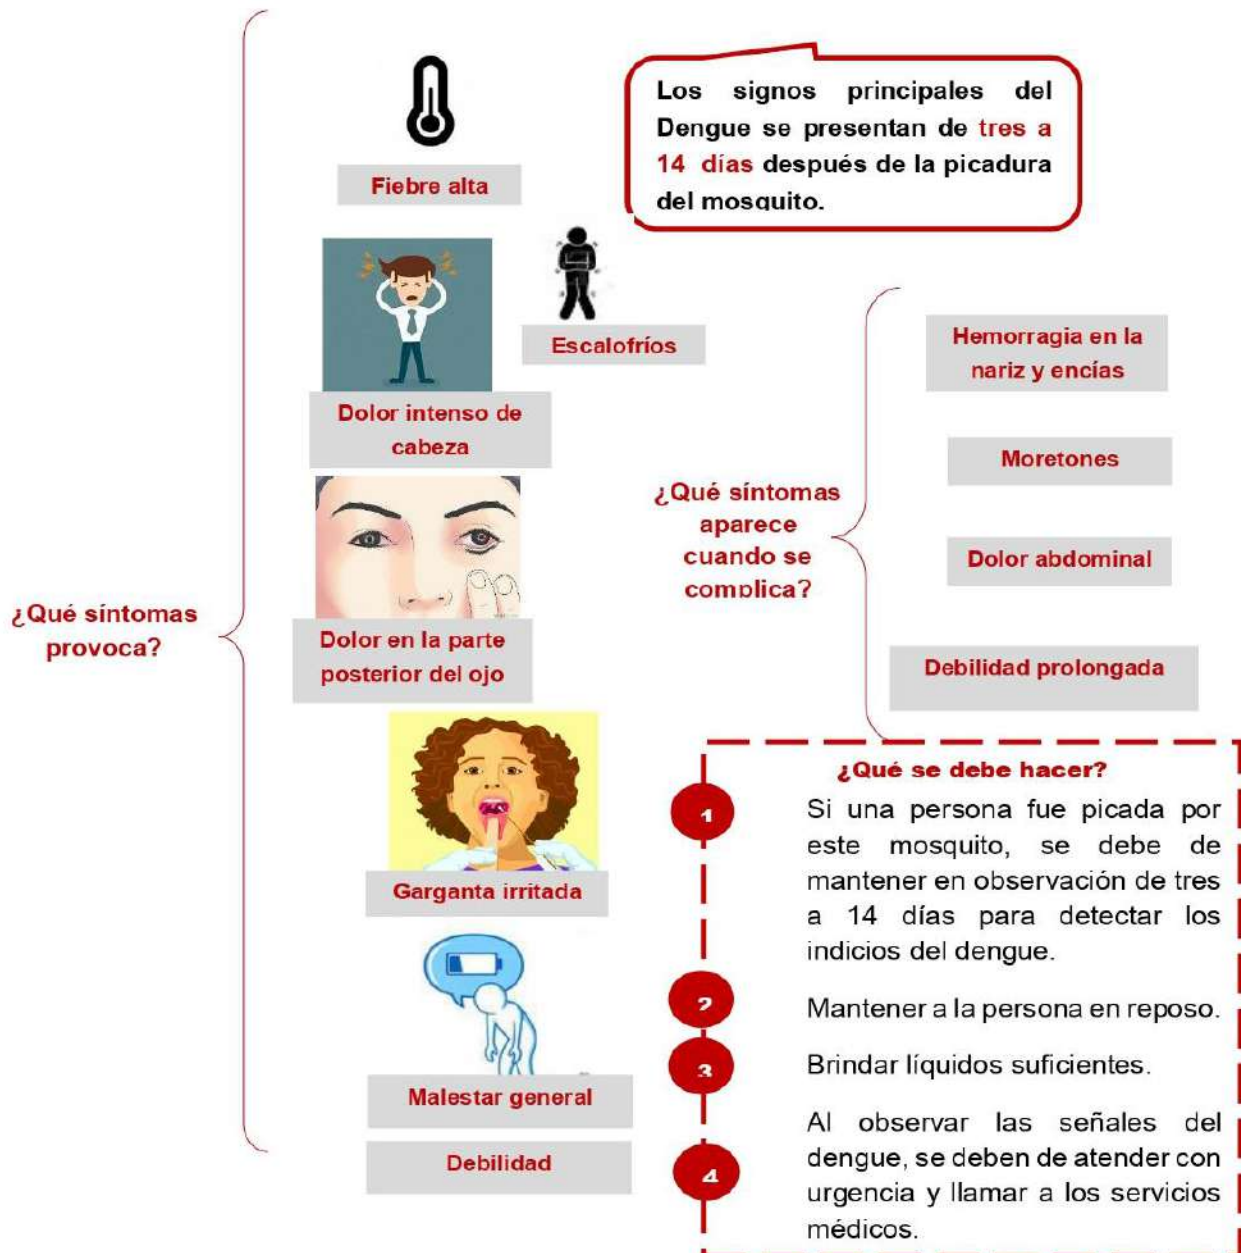 Los signos principales del
Dengue se presentan de tres a
14 días después de la picadura
del mosquito.
¿Qué síntomas
provoca?
Fiebre alta
Escalofríos
Dolor intenso de
cabeza
Dolor en la parte
posterior del ojo
Garganta irritada
Malestar general
Debilidad
¿Qué síntomas
aparece
cuando se
complica?
Hemorragia en la
nariz y encías
Moretones
Dolor abdominal
Debilidad prolongada
¿Qué se debe hacer?
1
Si una persona fue picada por
este mosquito, se debe de
mantener en observación de tres
a 14 días para detectar los
indicios del dengue.
2
Mantener a la persona en reposo.
3
Brindar líquidos suficientes.
4
Al observar las señales del
dengue, se deben de atender con
urgencia y llamar a los servicios
médicos.